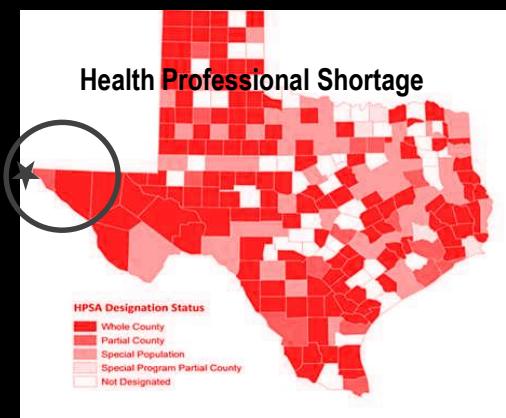 Health Professional Shortage
HPSA Designation Status
Whole County
Partial County
Special Population
Special Program Partial County
Not Designated